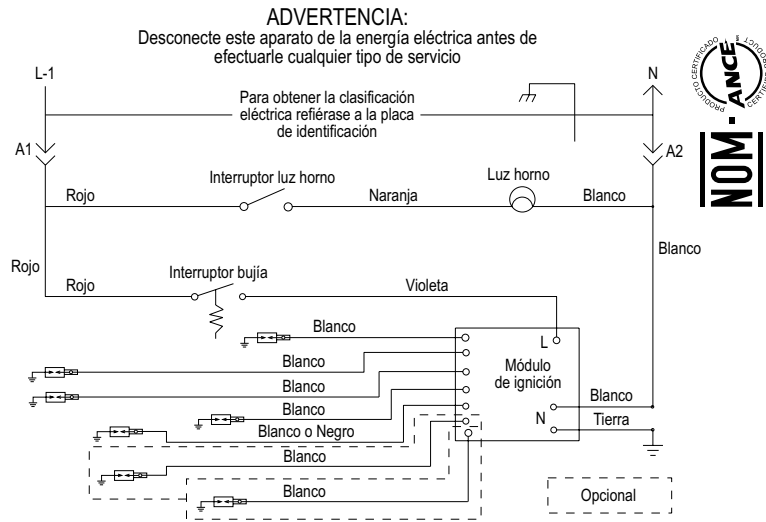 ADVERTENCIA:
Desconecte este aparato de la energía eléctrica antes de
efectuarle cualquier tipo de servicio
L-1
N
Para obtener la clasificación
eléctrica refiérase a la placa
de identificación
PRODUCTO CERTIFICADO
CERTIFIED PRODUCT
ANCE
NOM-
A1
A2
Interruptor luz horno
Luz horno
Rojo
Naranja
Blanco
Blanco
Rojo
Rojo
Interruptor bujía
Violeta
Blanco
L
Blanco
Módulo
de ignición
Blanco
Blanco
Blanco
N
Tierra
Blanco o Negro
Blanco
Blanco
Opcional